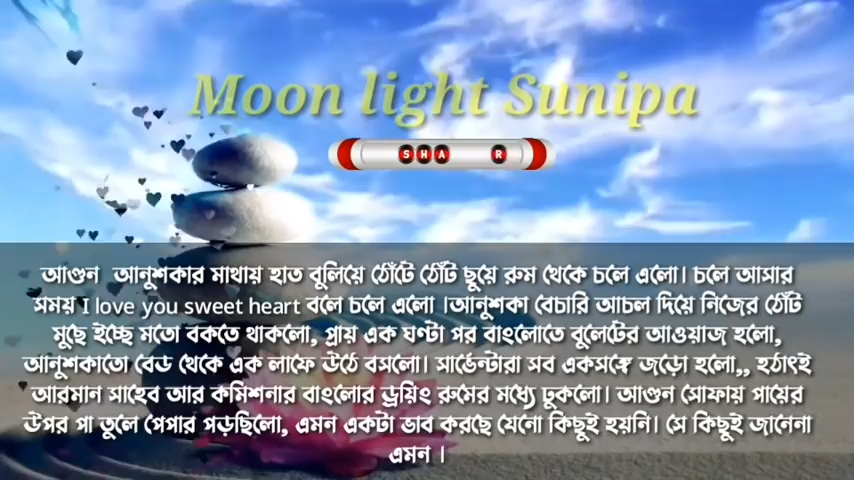 Moon light Sunipa
SHA R
আগুন আনুশকার মাথায় হাত বুলিয়ে ঠোঁটে ঠোঁট ছুয়ে রুম থেকে চলে এলো। চলে আসার
সময় I love you sweet heart বলে চলে এলো ।আনুশকা বেচারি আচল দিয়ে নিজের ঠোঁট
মুছে ইচ্ছে মতো বকতে থাকলো, প্রায় এক ঘণ্টা পর বাংলোতে বুলেটের আওয়াজ হলো,
আনুশকাতো বেড থেকে এক লাফে উঠে বসলো। সার্ভেন্টারা সব একসঙ্গে জড়ো হলো,, হঠাৎই
আরমান সাহেব আর কমিশনার বাংলোর ড্রয়িং রুমের মধ্যে ঢুকলো। আগুন সোফায় পায়ের
উপর পা তুলে পেপার পড়ছিলো, এমন একটা ভাব করছে যেনো কিছুই হয়নি। সে কিছুই জানেনা
এমন ।